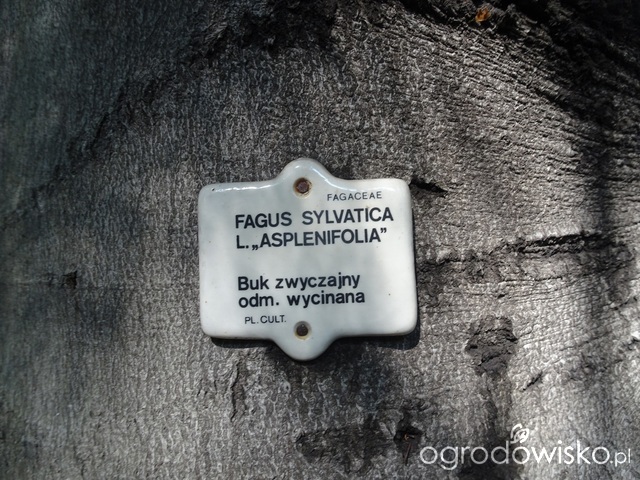 FAGACEAE
FAGUS SYLVATICA
L. „ASPLENIFOLIA”
Buk zwyczajny
odm. wycinana
PL. CULT.
ogrodowisko.pl